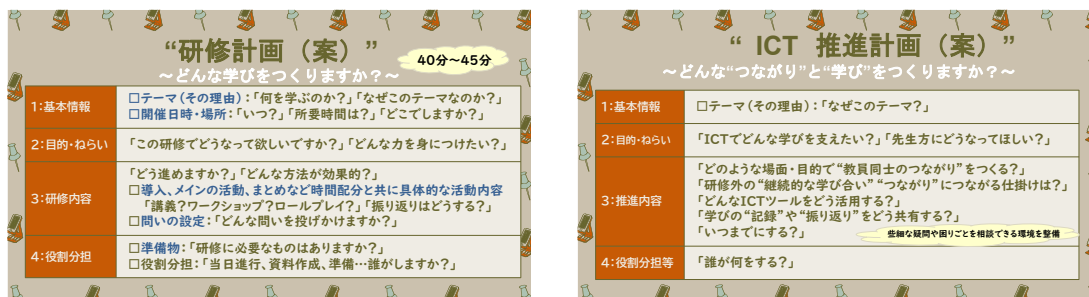 “研修計画（案）”
40分～45分
～どんな学びをつくりますか？～
1：基本情報
□テーマ（その理由）：「何を学ぶのか？」「なぜこのテーマなのか？」
□開催日時・場所：「いつ？」「所要時間は？」「どこでしますか？」
2：目的・ねらい
「この研修でどうなって欲しいですか？」「どんな力を身につけたい？」
3：研修内容
「どう進めますか？」「どんな方法が効果的？」
□導入、メインの活動、まとめなど時間配分と共に具体的な活動内容
「講義？ワークショップ？ロールプレイ？」「振り返りはどうする？」
□問いの設定：「どんな問いを投げかけますか？」
4：役割分担
□準備物：「研修に必要なものはありますか？」
□役割分担：「当日進行、資料作成、準備…誰がしますか？」
“ ICT 推進計画（案）”
～どんな“つながり”と“学び”をつくりますか？～
1：基本情報
□テーマ（その理由）：「なぜこのテーマ？」
2：目的・ねらい
「ICTでどんな学びを支えたい？」「先生方にどうなってほしい？」
3：推進内容
「どのような場面・目的で“教員同士のつながり”をつくる？」
「研修外の“継続的な学び合い”“つながり”につながる仕掛けは？」
「どんなICTツールをどう活用する？」
「学びの“記録”や“振り返り”をどう共有する？」
「いつまでにする？」
些細な疑問や困りごとを相談できる環境を整備
4：役割分担等
「誰が何をする？」